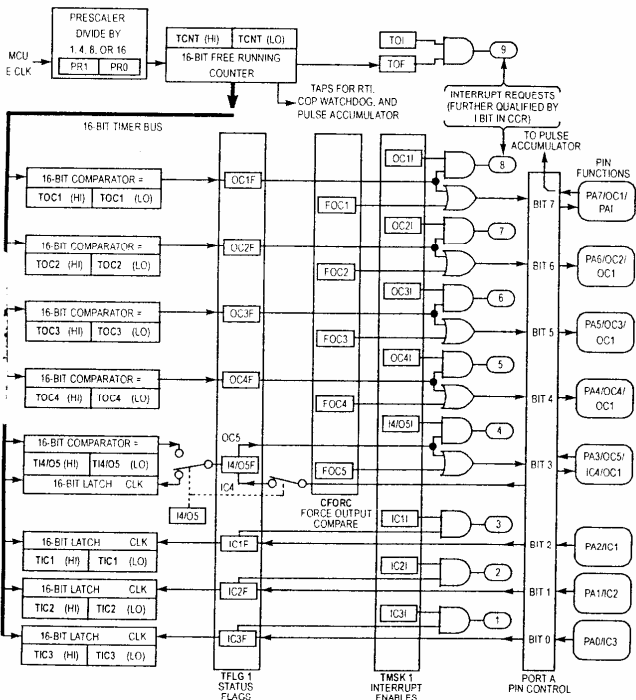 PRESCALER
DIVIDE BY
1, 4, 8, OR 16
PR1 PR0
MCU
E CLK
TCNT (HI) TCNT (LO)
16-BIT FREE RUNNING
COUNTER
TOI
TOF
9
TAPS FOR RTI,
COP WATCHDOG, AND
PULSE ACCUMULATOR
INTERRUPT REQUESTS
(FURTHER QUALIFIED BY
I BIT IN CCR)
16-BIT TIMER BUS
TO PULSE
ACCUMULATOR
PIN
FUNCTIONS
16-BIT COMPARATOR =
TOC1 (HI) TOC1 (LO)
OC1F
FOC1
OC1I
8
BIT 7
PA7/OC1/
PAI
16-BIT COMPARATOR =
TOC2 (HI) TOC2 (LO)
OC2F
FOC2
OC2I
7
BIT 6
PA6/OC2/
OC1
16-BIT COMPARATOR =
TOC3 (HI) TOC3 (LO)
OC3F
FOC3
OC3I
6
BIT 5
PA5/OC3/
OC1
16-BIT COMPARATOR =
TOC4 (HI) TOC4 (LO)
OC4F
FOC4
OC4I
5
BIT 4
PA4/OC4/
OC1
16-BIT COMPARATOR =
TI4/O5 (HI) TI4/O5 (LO)
16-BIT LATCH CLK
I4/O5
OC5
I4/O5F
IC4
FOC5
CFORC
FORCE OUTPUT
COMPARE
I4/O5I
4
BIT 3
PA3/OC5/
IC4/OC1
16-BIT LATCH CLK
TIC1 (HI) TIC1 (LO)
IC1F
IC1I
3
BIT 2
PA2/IC1
16-BIT LATCH CLK
TIC2 (HI) TIC2 (LO)
IC2F
IC2I
2
BIT 1
PA1/IC2
16-BIT LATCH CLK
TIC3 (HI) TIC3 (LO)
IC3F
IC3I
1
BIT 0
PA0/IC3
TFLG 1
STATUS
FLAGS
TMSK 1
INTERRUPT
ENABLES
PORT A
PIN CONTROL